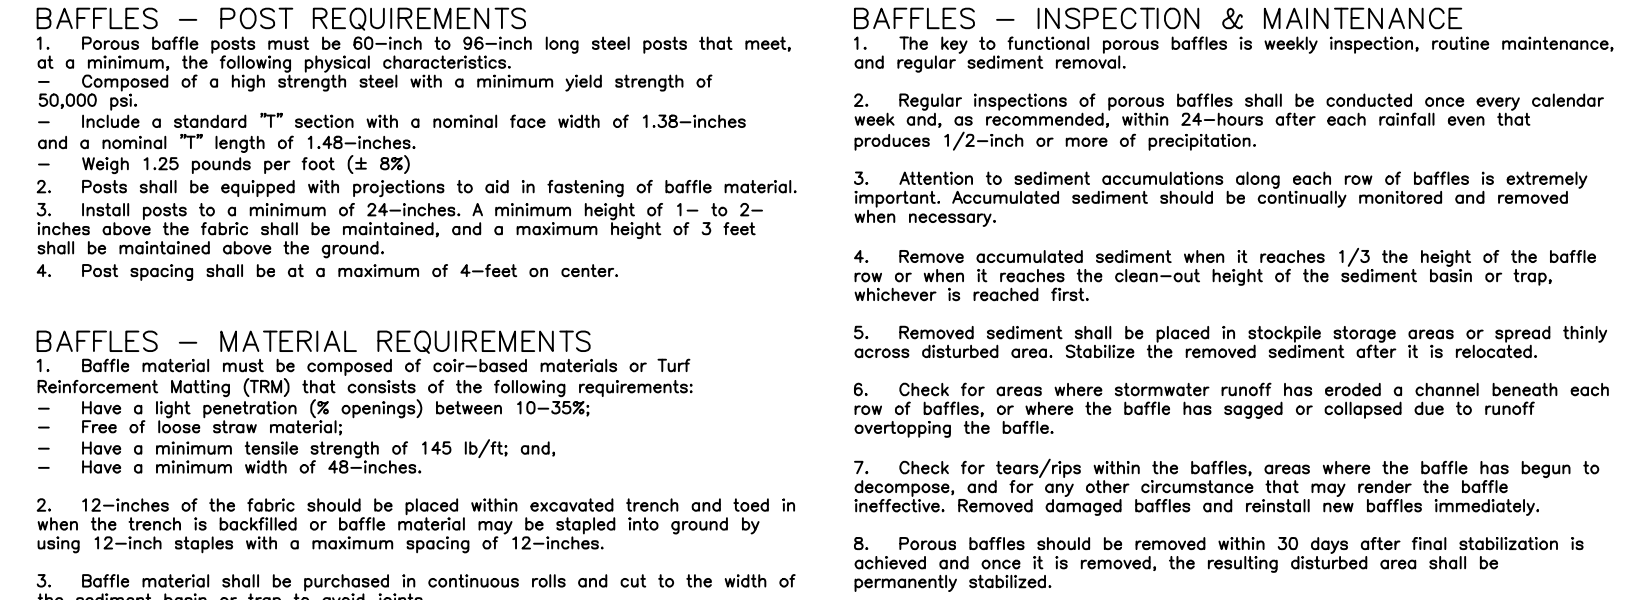 BAFFLES – POST REQUIREMENTS
1. Porous baffle posts must be 60–inch to 96–inch long steel posts that meet,
at a minimum, the following physical characteristics.
– Composed of a high strength steel with a minimum yield strength of
50,000 psi.
– Include a standard "T" section with a nominal face width of 1.38–inches
and a nominal "T" length of 1.48–inches.
– Weigh 1.25 pounds per foot (± 8%)
2. Posts shall be equipped with projections to aid in fastening of baffle material.
3. Install posts to a minimum of 24–inches. A minimum height of 1– to 2–
inches above the fabric shall be maintained, and a maximum height of 3 feet
shall be maintained above the ground.
4. Post spacing shall be at a maximum of 4–feet on center.
BAFFLES – MATERIAL REQUIREMENTS
1. Baffle material must be composed of coir–based materials or Turf
Reinforcement Matting (TRM) that consists of the following requirements:
– Have a light penetration (% openings) between 10–35%;
– Free of loose straw material;
– Have a minimum tensile strength of 145 lb/ft; and,
– Have a minimum width of 48–inches.
2. 12–inches of the fabric should be placed within excavated trench and toed in
when the trench is backfilled or baffle material may be stapled into ground by
using 12–inch staples with a maximum spacing of 12–inches.
3. Baffle material shall be purchased in continuous rolls and cut to the width of
the sediment basin or trap to avoid joints.
BAFFLES – INSPECTION & MAINTENANCE
1. The key to functional porous baffles is weekly inspection, routine maintenance,
and regular sediment removal.
2. Regular inspections of porous baffles shall be conducted once every calendar
week and, as recommended, within 24–hours after each rainfall even that
produces 1/2–inch or more of precipitation.
3. Attention to sediment accumulations along each row of baffles is extremely
important. Accumulated sediment should be continually monitored and removed
when necessary.
4. Remove accumulated sediment when it reaches 1/3 the height of the baffle
row or when it reaches the clean–out height of the sediment basin or trap,
whichever is reached first.
5. Removed sediment shall be placed in stockpile storage areas or spread thinly
across disturbed area. Stabilize the removed sediment after it is relocated.
6. Check for areas where stormwater runoff has eroded a channel beneath each
row of baffles, or where the baffle has sagged or collapsed due to runoff
overtopping the baffle.
7. Check for tears/rips within the baffles, areas where the baffle has begun to
decompose, and for any other circumstance that may render the baffle
ineffective. Removed damaged baffles and reinstall new baffles immediately.
8. Porous baffles should be removed within 30 days after final stabilization is
achieved and once it is removed, the resulting disturbed area shall be
permanently stabilized.